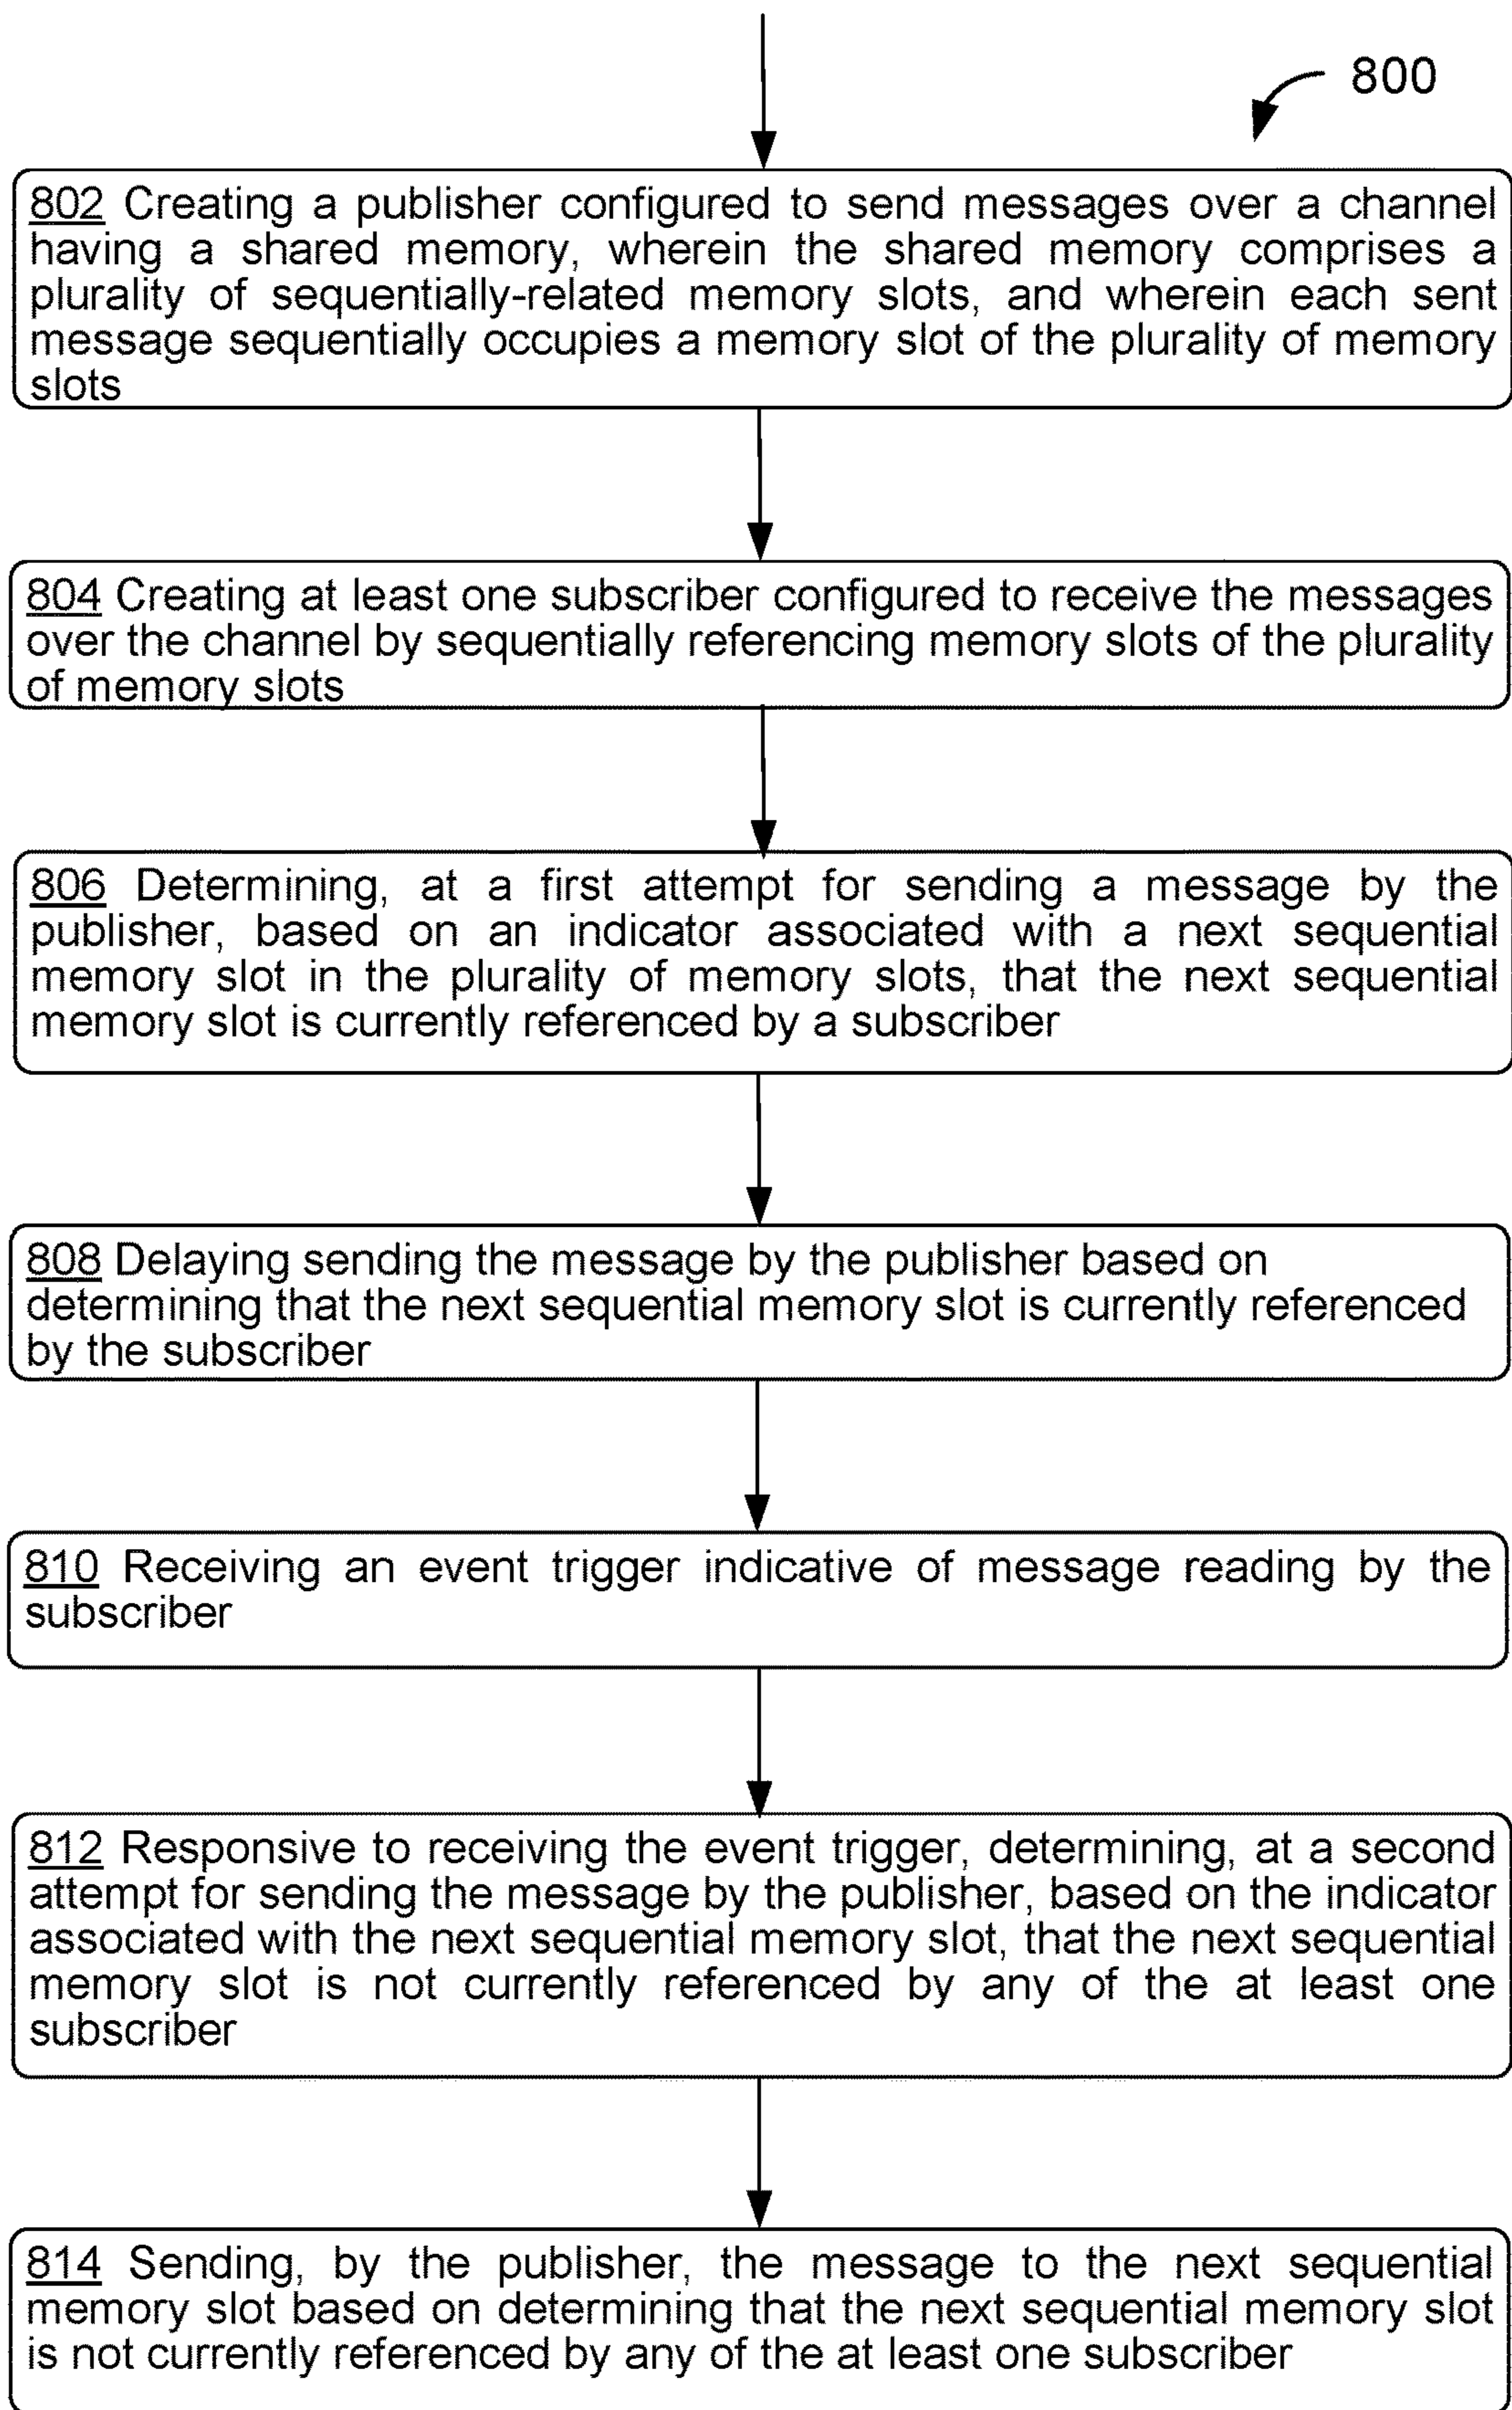 800
802 Creating a publisher configured to send messages over a channel
having a shared memory, wherein the shared memory comprises a
plurality of sequentially-related memory slots, and wherein each sent
message sequentially occupies a memory slot of the plurality of memory
slots
804 Creating at least one subscriber configured to receive the messages
over the channel by sequentially referencing memory slots of the plurality
of memory slots
806 Determining, at a first attempt for sending a message by the
publisher, based on an indicator associated with a next sequential
memory slot in the plurality of memory slots, that the next sequential
memory slot is currently referenced by a subscriber
808 Delaying sending the message by the publisher based on
determining that the next sequential memory slot is currently referenced
by the subscriber
810 Receiving an event trigger indicative of message reading by the
subscriber
812 Responsive to receiving the event trigger, determining, at a second
attempt for sending the message by the publisher, based on the indicator
associated with the next sequential memory slot, that the next sequential
memory slot is not currently referenced by any of the at least one
subscriber
814 Sending, by the publisher, the message to the next sequential
memory slot based on determining that the next sequential memory slot
is not currently referenced by any of the at least one subscriber